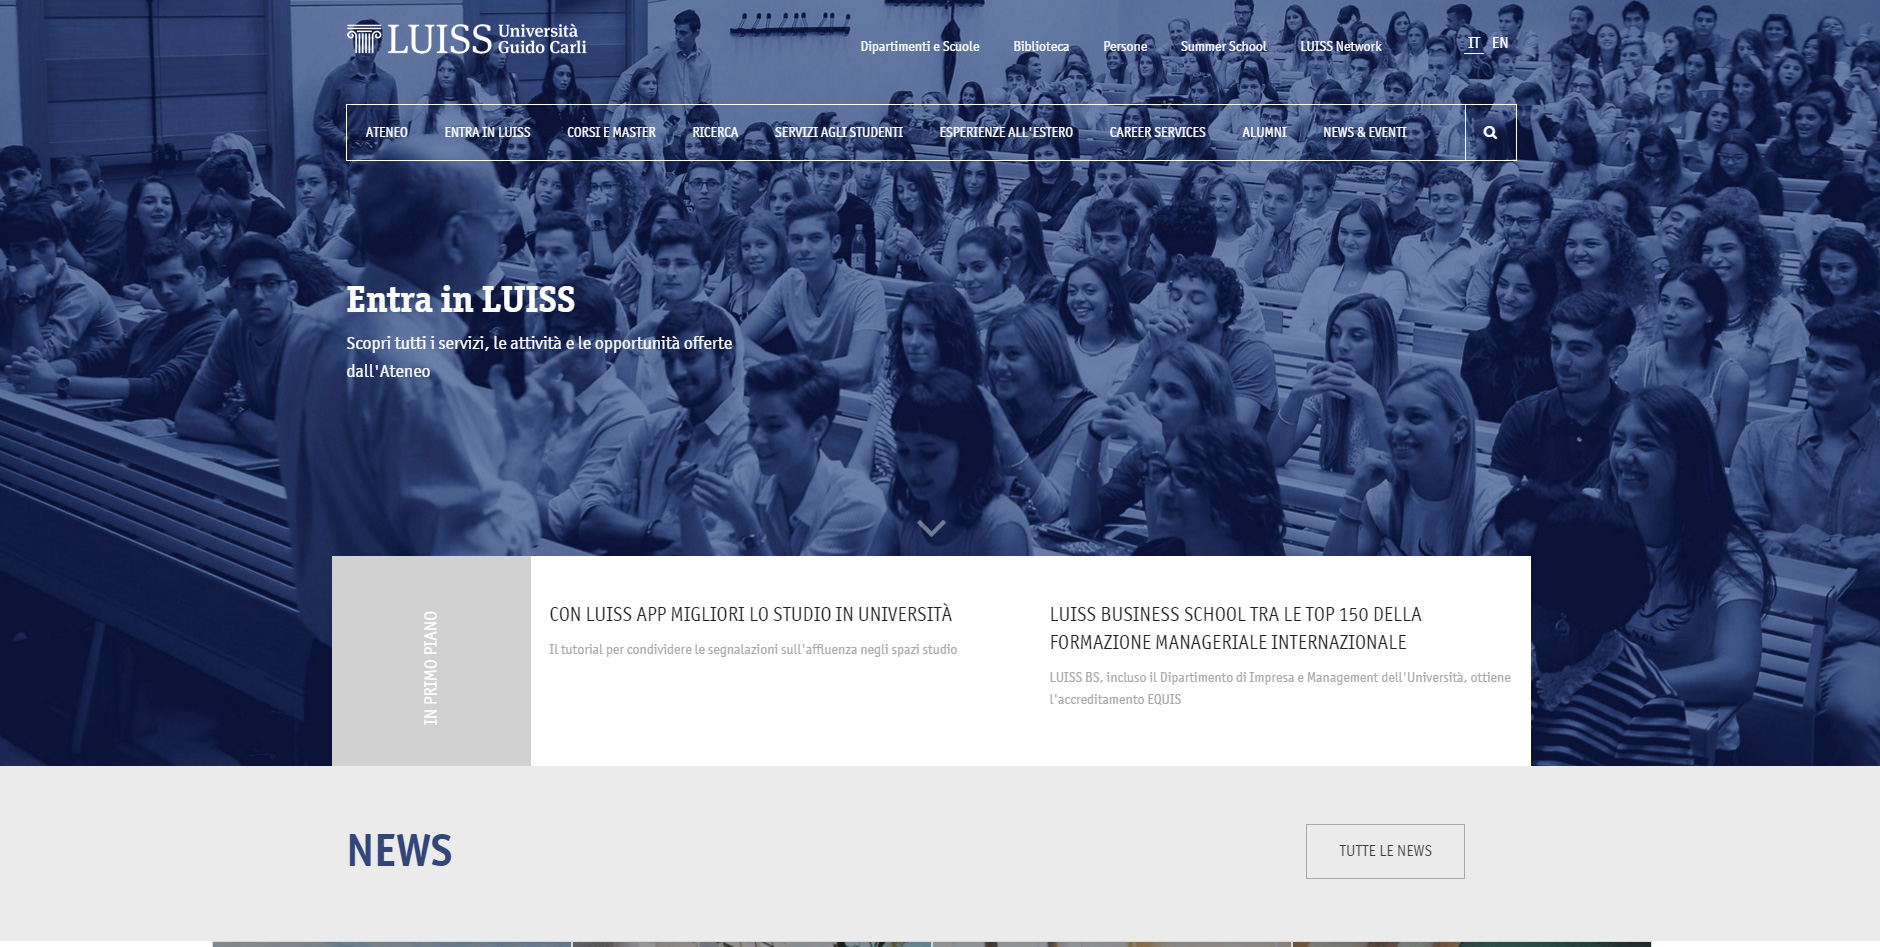 LUISS Università
Guido Carli
Dipartimenti e Scuole
Biblioteca
Persone
Summer School
LUISS Network
IT
EN
ATENEO
ENTRA IN LUISS
CORSI E MASTER
RICERCA
SERVIZI AGLI STUDENTI
ESPERIENZE ALL'ESTERO
CAREER SERVICES
ALUMNI
NEWS & EVENTI
Entra in LUISS
Scopri tutti i servizi, le attività e le opportunità offerte
dall'Ateneo
IN PRIMO PIANO
CON LUISS APP MIGLIORI LO STUDIO IN UNIVERSITÀ
Il tutorial per condividere le segnalazioni sull'affluenza negli spazi studio
LUISS BUSINESS SCHOOL TRA LE TOP 150 DELLA
FORMAZIONE MANAGERIALE INTERNAZIONALE
LUISS BS, incluso il Dipartimento di Impresa e Management dell'Università, ottiene
l'accreditamento EQUIS
NEWS
TUTTE LE NEWS